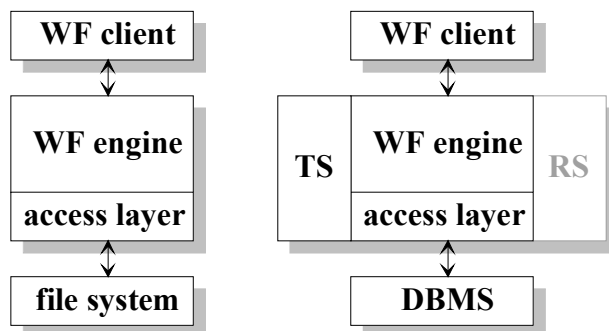 WF client
WF engine
access layer
file system
WF client
TS
WF engine
RS
access layer
DBMS